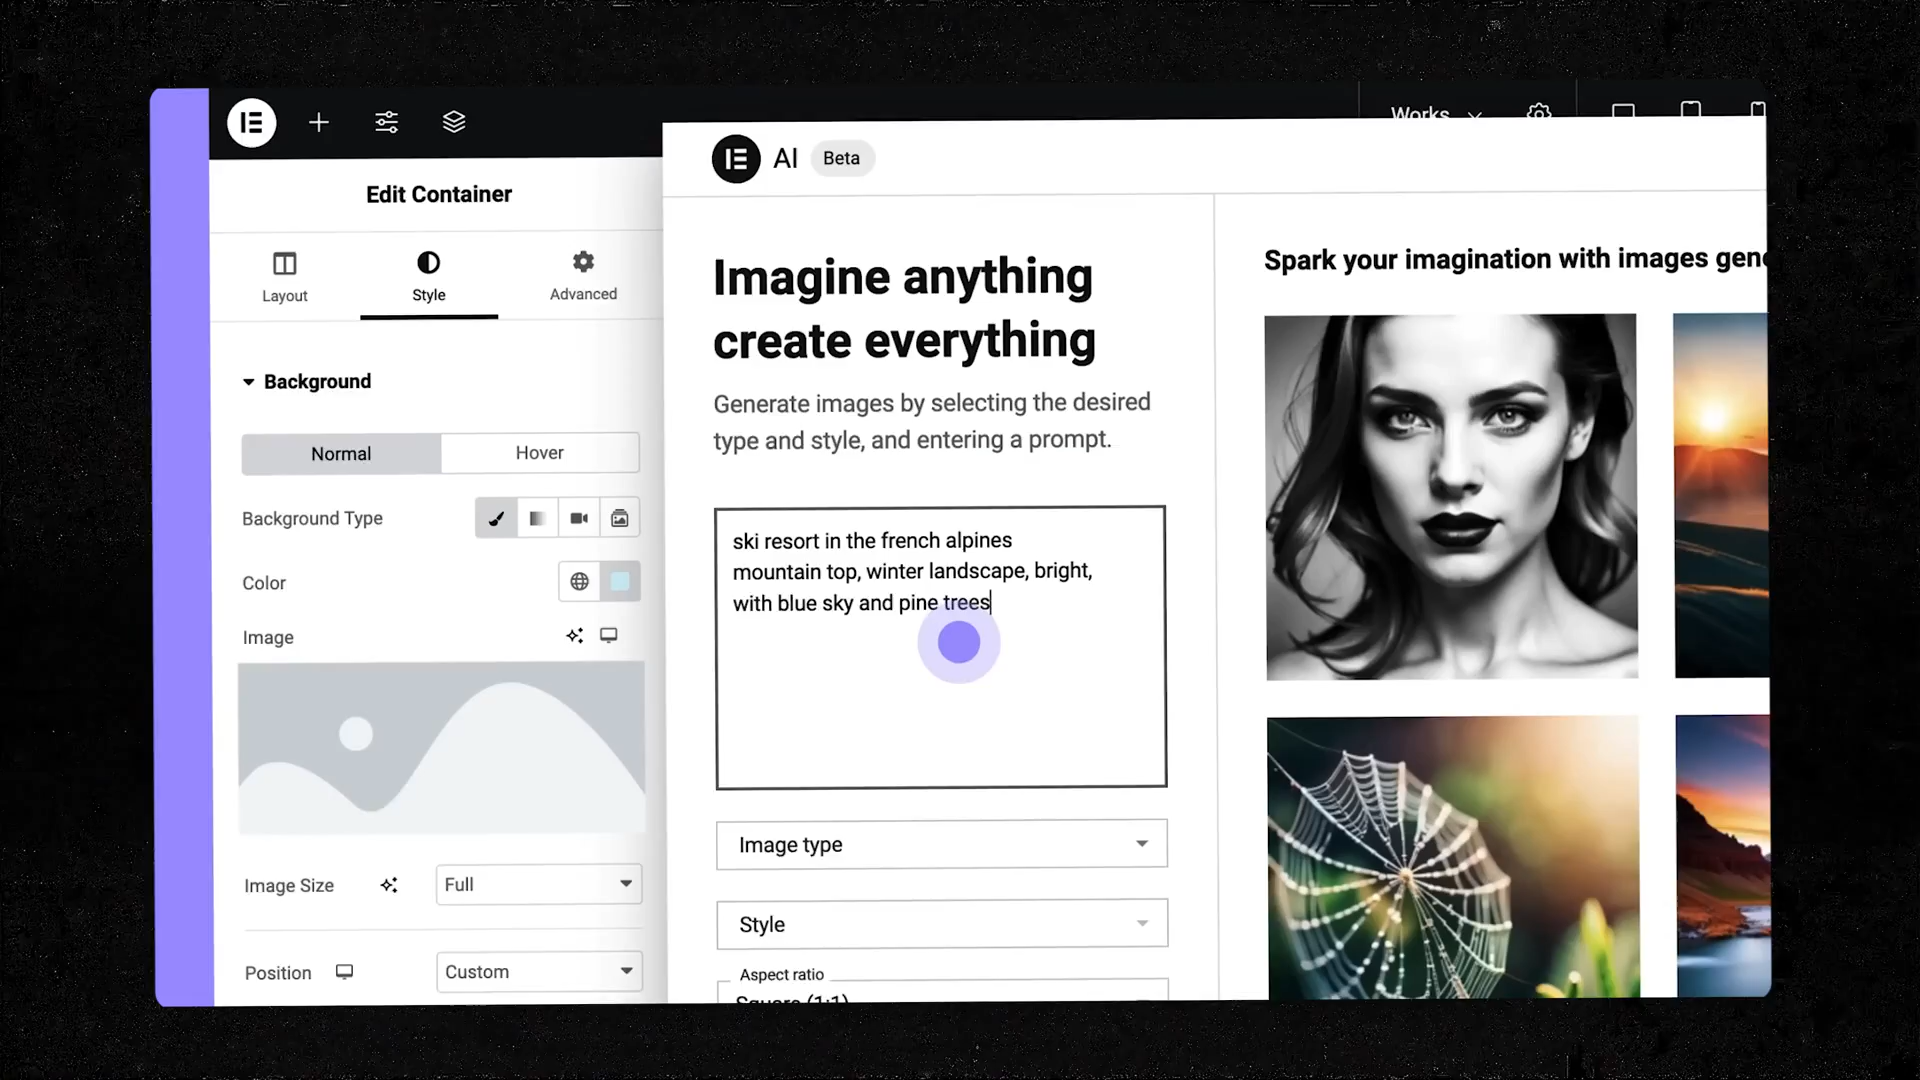 Works
AI Beta
Edit Container
Layout
Style
Advanced
Background
Normal
Hover
Background Type
Color
Image
Image Size
Full
Position
Custom
Imagine anything
create everything
Generate images by selecting the desired
type and style, and entering a prompt.
ski resort in the french alpines
mountain top, winter landscape, bright,
with blue sky and pine trees
Image type
Style
Aspect ratio
Square (1:1)
Spark your imagination with images gen